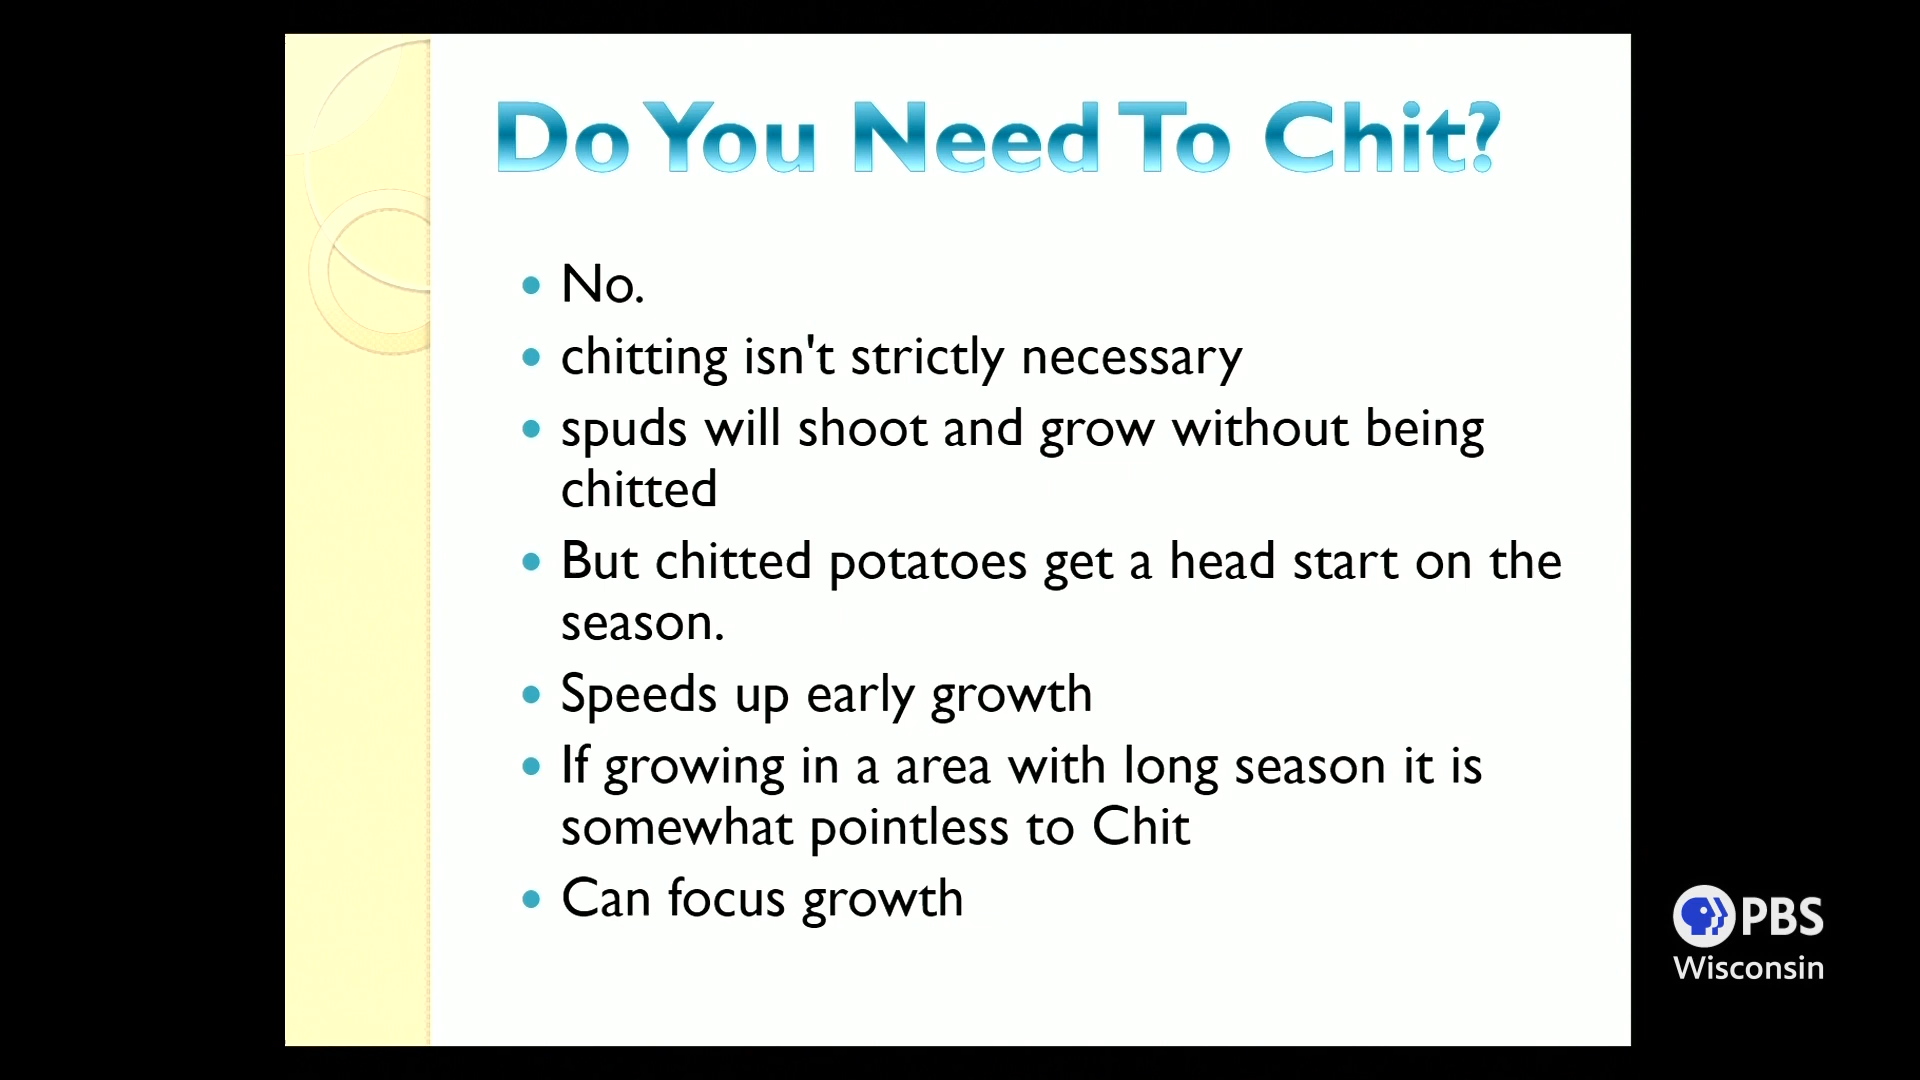 Do You Need To Chit?
No.
chitting isn't strictly necessary
spuds will shoot and grow without being
chitted
But chitted potatoes get a head start on the
season.
Speeds up early growth
If growing in a area with long season it is
somewhat pointless to Chit
Can focus growth
PBS
Wisconsin